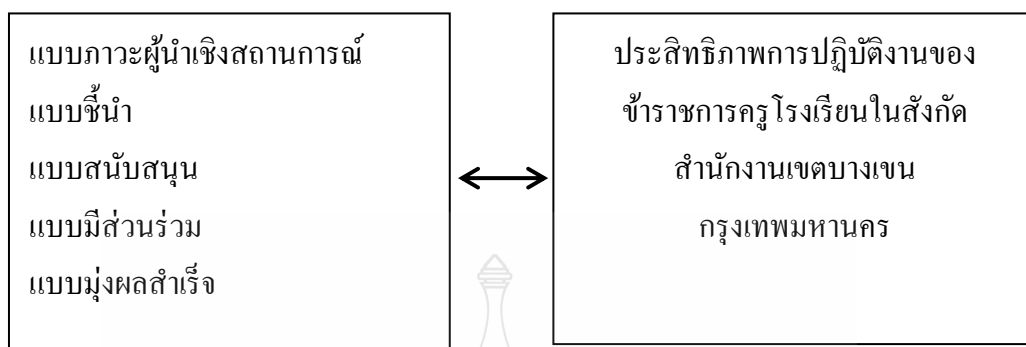 แบบภาวะผู้นำเชิงสถานการณ์
แบบชี้นำ
แบบสนับสนุน
แบบมีส่วนร่วม
แบบมุ่งผลสำเร็จ
ประสิทธิภาพการปฏิบัติงานของ
ข้าราชการครูโรงเรียนในสังกัด
สำนักงานเขตบางเขน
กรุงเทพมหานคร